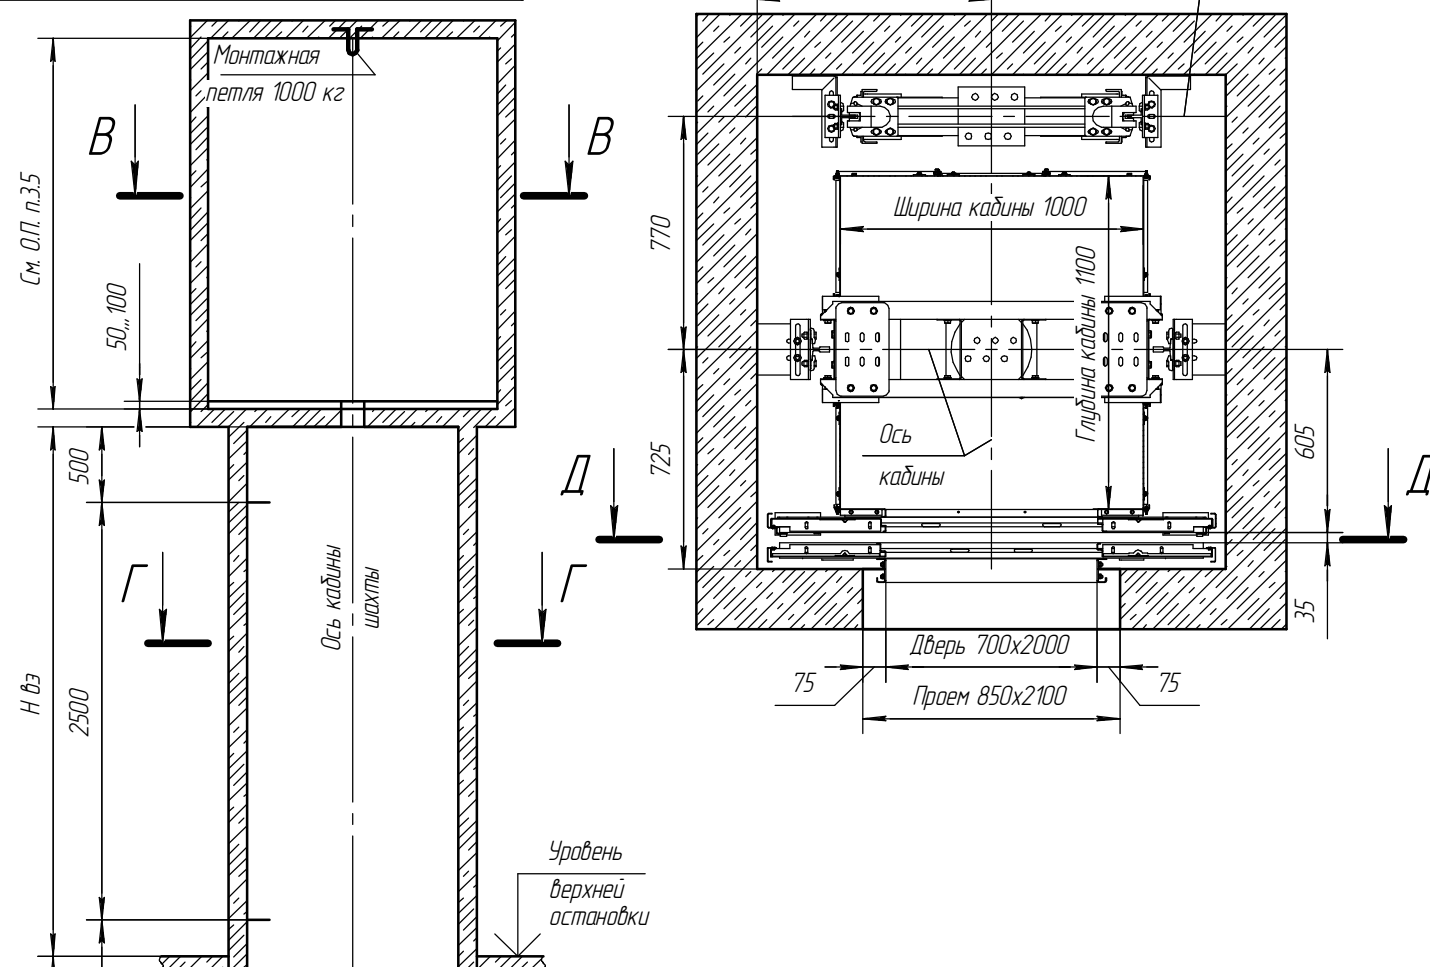 Монтажная
петля 1000 кг
В
В
См. О.П. п.3.5
50...100
500
Г
Г
Ось кабины
шахты
Н вз
2500
Уровень
верхней
остановки
Ширина кабины 1000
770
Глубина кабины 1100
Ось
кабины
725
605
Д
Д
35
Дверь 700х2000
75
75
Проем 850х2100